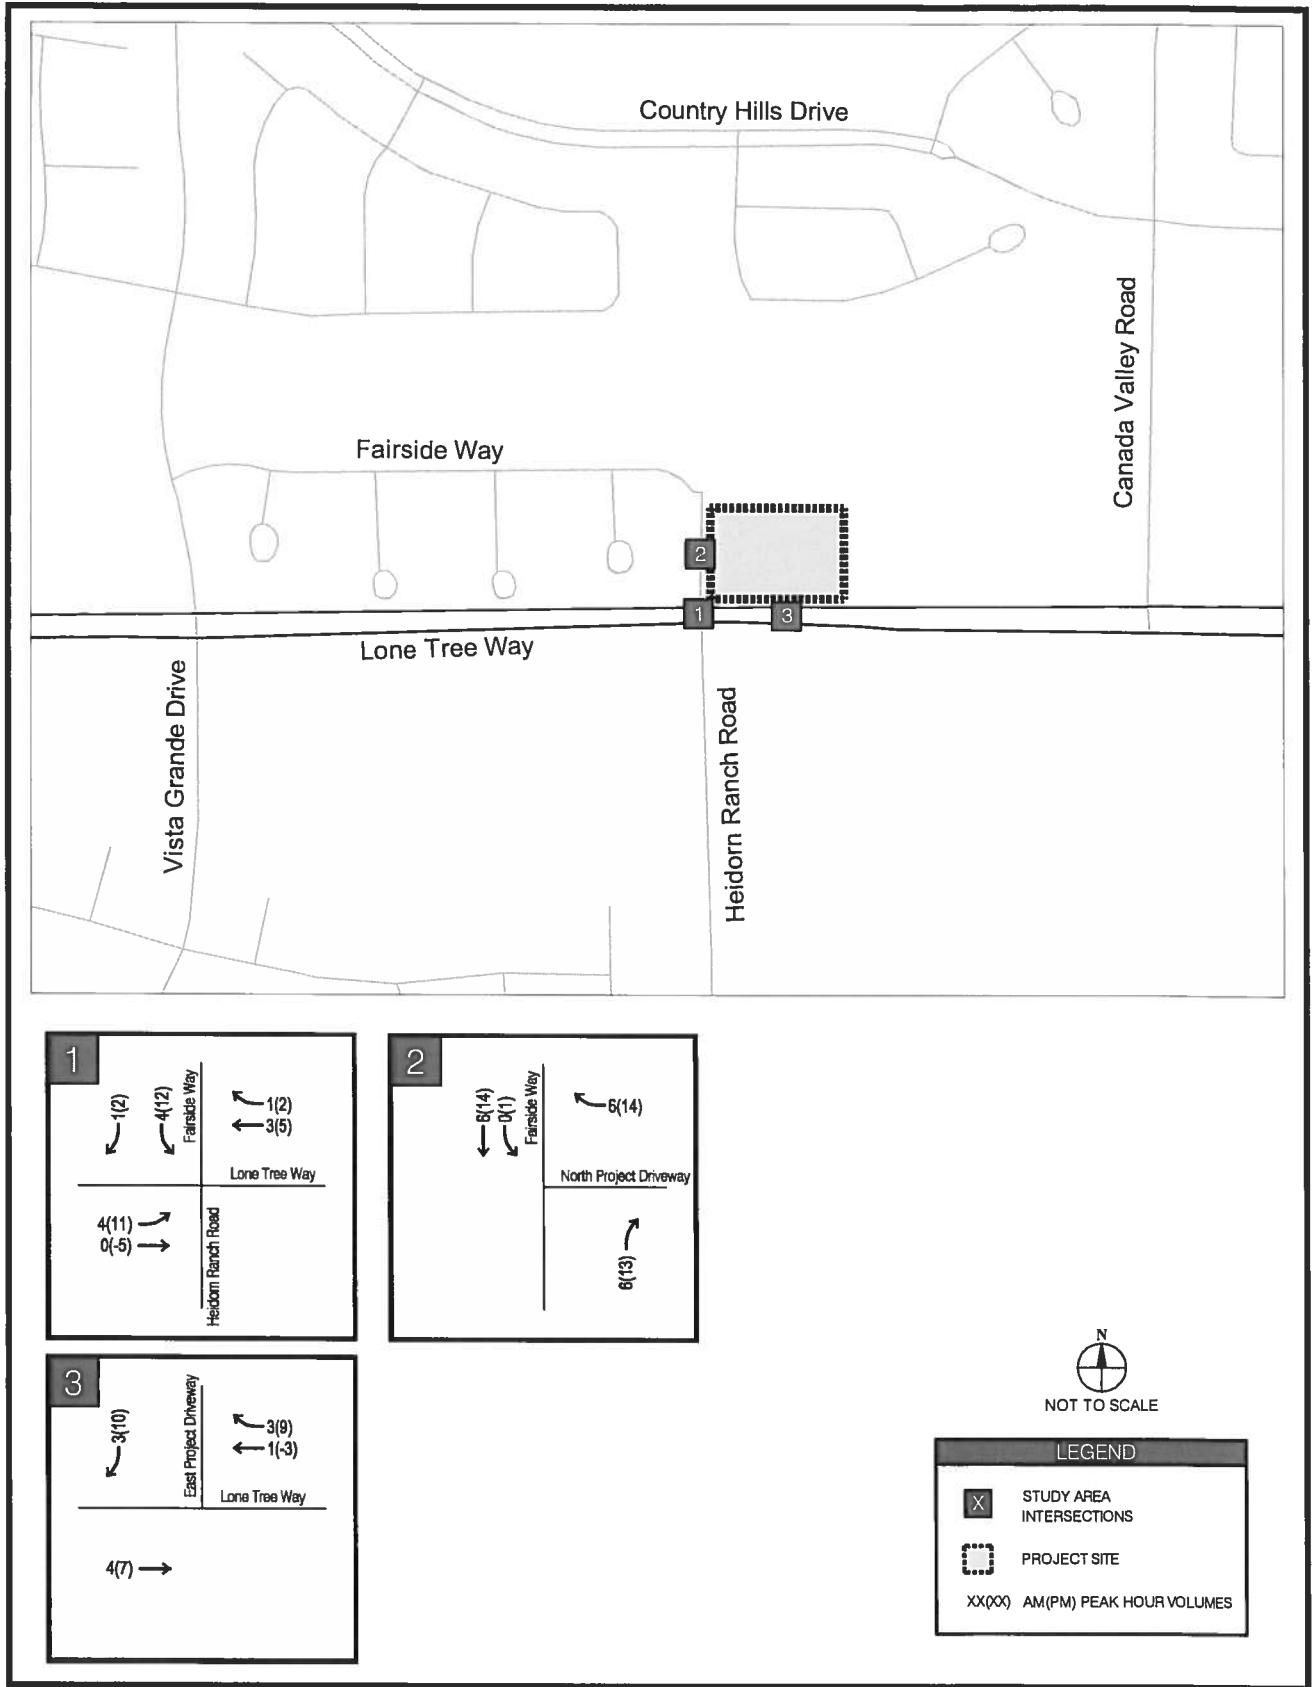 Country Hills Drive
Canada Valley Road
Fairside Way
2
1
3
Lone Tree Way
Vista Grande Drive
Heidorn Ranch Road
1
1(2)
4(12)
Fairside Way
1(2)
3(5)
Lone Tree Way
4(11)
0(-5)
Heidorn Ranch Road
2
6(14)
0(1)
Fairside Way
6(14)
North Project Driveway
6(13)
3
3(10)
East Project Driveway
3(9)
1(-3)
Lone Tree Way
4(7)
N
NOT TO SCALE
LEGEND
X
STUDY AREA
INTERSECTIONS
PROJECT SITE
XX(XX) AM(PM) PEAK HOUR VOLUMES